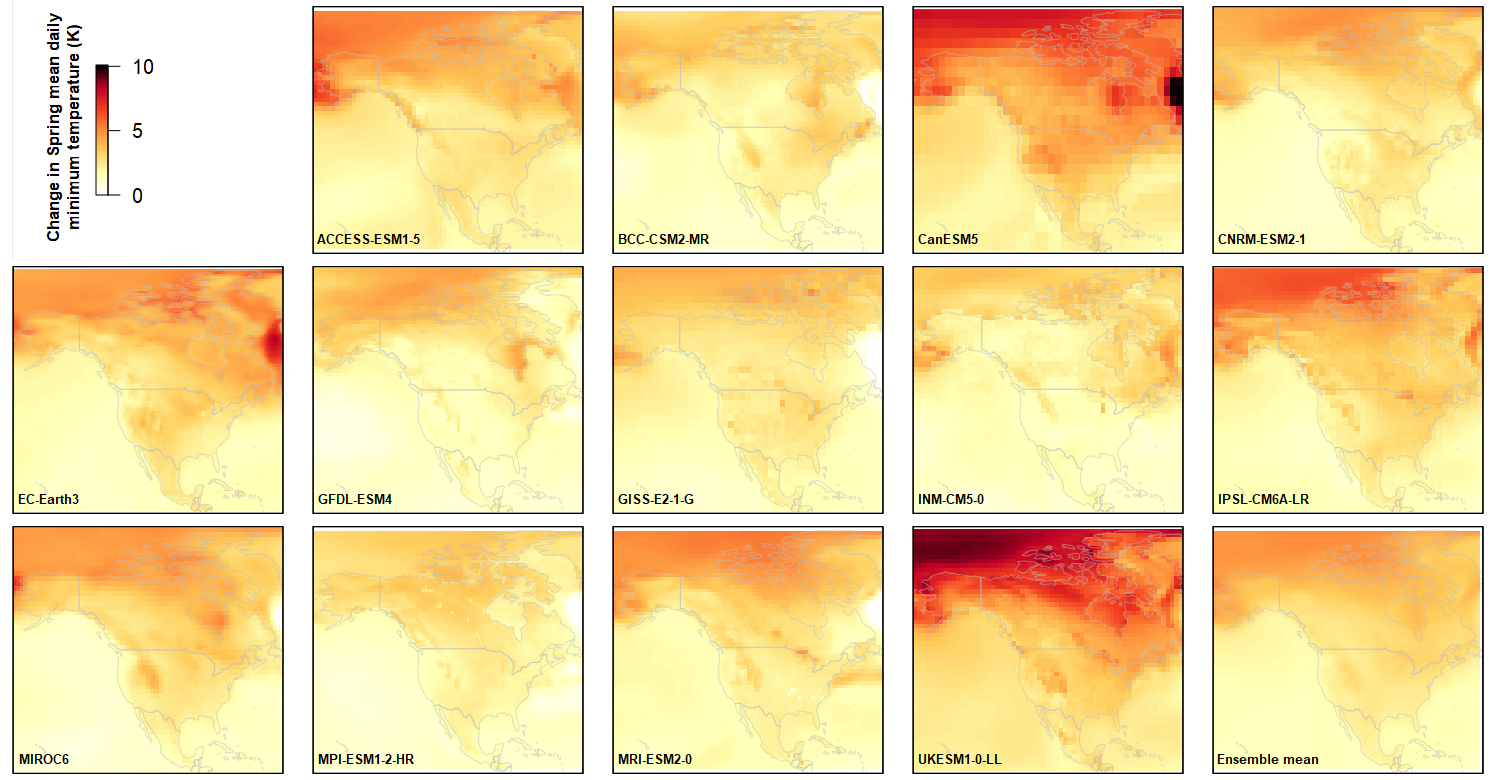 Change in Spring mean daily
minimum temperature (K)
10
5
0
ACCESS-ESM1-5
BCC-CSM2-MR
CanESM5
CNRM-ESM2-1
EC-Earth3
GFDL-ESM4
GISS-E2-1-G
INM-CM5-0
IPSL-CM6A-LR
MIROC6
MPI-ESM1-2-HR
MRI-ESM2-0
UKESM1-0-LL
Ensemble mean